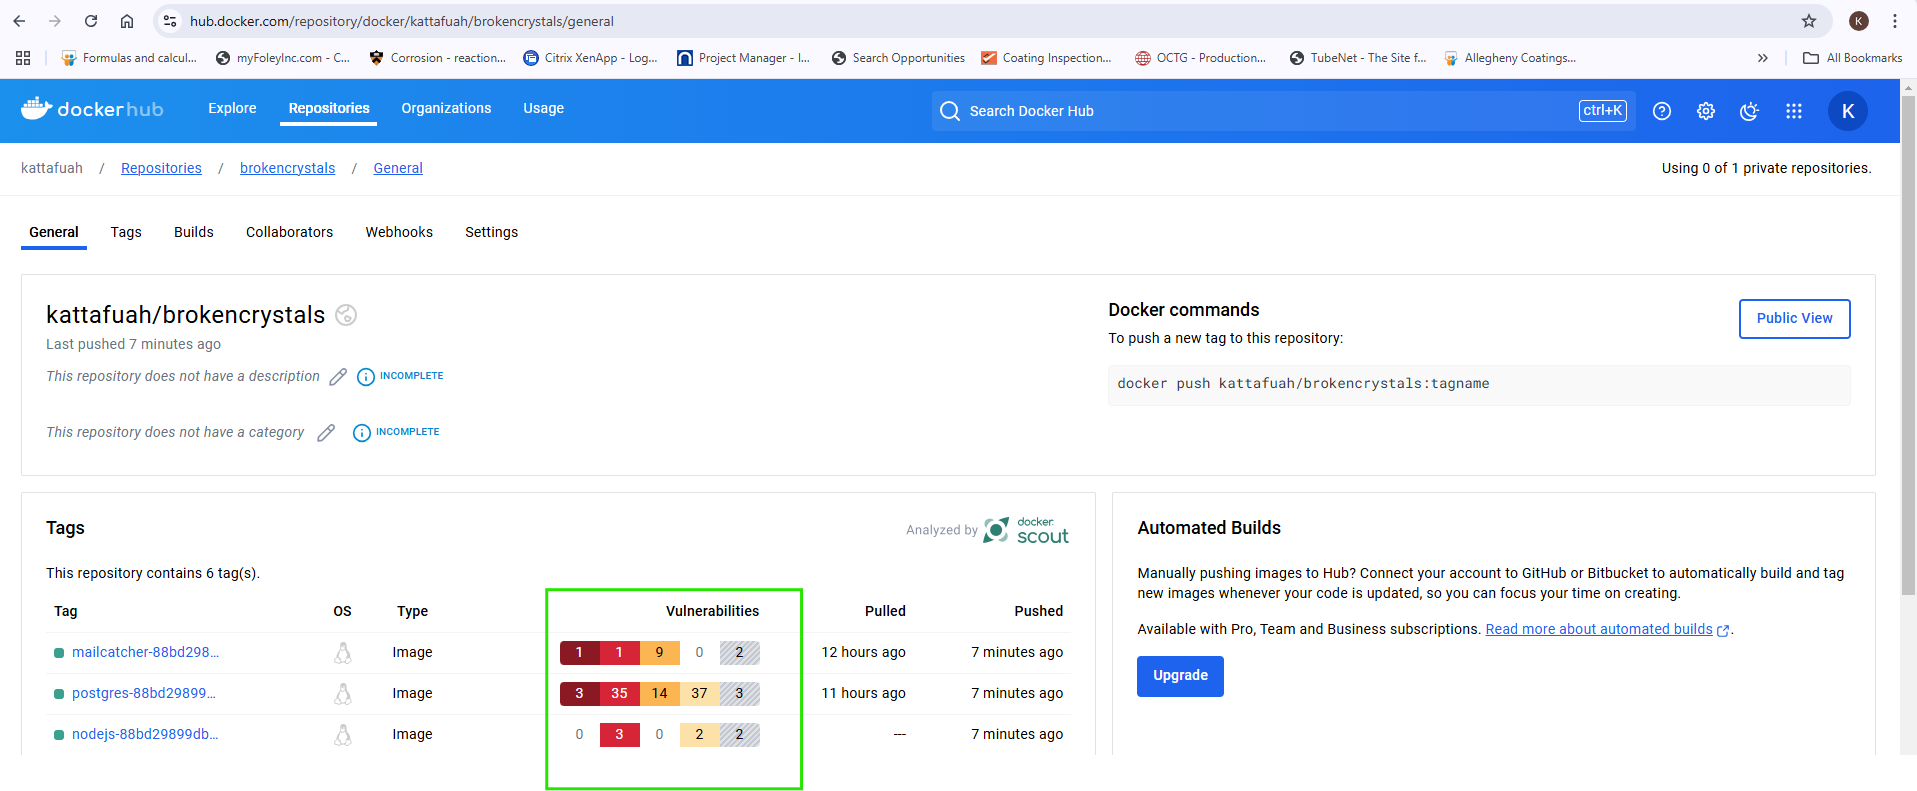 hub.docker.com/repository/docker/kattafuah/brokencrystals/general
K
Formulas and calcul...
myFoleyInc.com - C...
Corrosion - reaction...
Citrix XenApp - Log...
Project Manager - I...
Search Opportunities
Coating Inspection...
OCTG - Production...
TubeNet - The Site f...
Allegheny Coatings...
»
All Bookmarks
dockerhub
Explore
Repositories
Organizations
Usage
Search Docker Hub
ctrl+K
K
kattafuah / Repositories / brokencrystals / General
Using 0 of 1 private repositories.
General
Tags
Builds
Collaborators
Webhooks
Settings
kattafuah/brokencrystals
Last pushed 7 minutes ago
This repository does not have a description INCOMPLETE
This repository does not have a category INCOMPLETE
Docker commands
To push a new tag to this repository:
Public View
docker push kattafuah/brokencrystals:tagname
Tags
Analyzed by docker scout
This repository contains 6 tag(s).
Tag OS Type Vulnerabilities Pulled Pushed
mailcatcher-88bd298... Image 1 1 9 0 2 12 hours ago 7 minutes ago
postgres-88bd29899... Image 3 35 14 37 3 11 hours ago 7 minutes ago
nodejs-88bd29899db... Image 0 3 0 2 2 --- 7 minutes ago
Automated Builds
Manually pushing images to Hub? Connect your account to GitHub or Bitbucket to automatically build and tag
new images whenever your code is updated, so you can focus your time on creating.
Available with Pro, Team and Business subscriptions. Read more about automated builds.
Upgrade